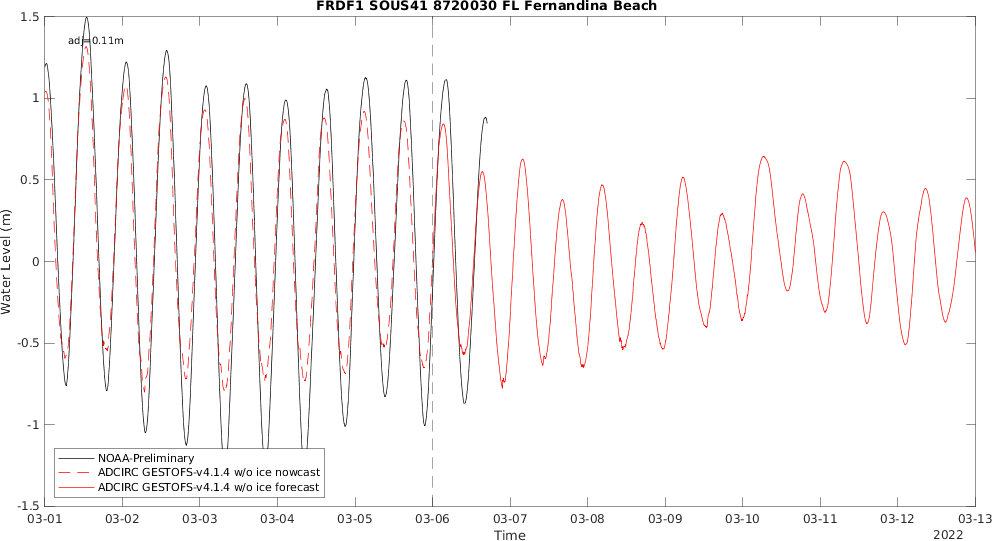 FRDF1 SOUS41 8720030 FL Fernandina Beach
adj=0.11m
1.5
1
0.5
0
-0.5
-1
-1.5
Water Level (m)
NOAA-Preliminary
ADCIRC GESTOFS-v4.1.4 w/o ice nowcast
ADCIRC GESTOFS-v4.1.4 w/o ice forecast
03-01 03-02 03-03 03-04 03-05 03-06 03-07 03-08 03-09 03-10 03-11 03-12 03-13
Time
2022